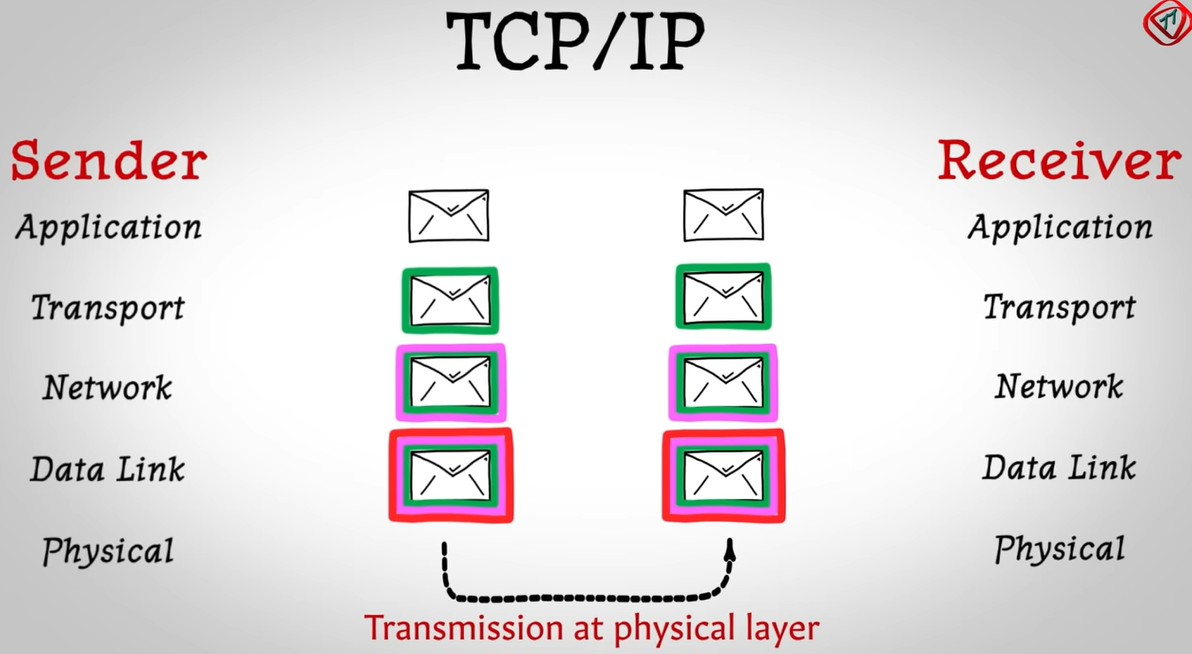 TCP/IP
Sender
Receiver
Application
Application
Transport
Transport
Network
Network
Data Link
Data Link
Physical
Physical
Transmission at physical layer